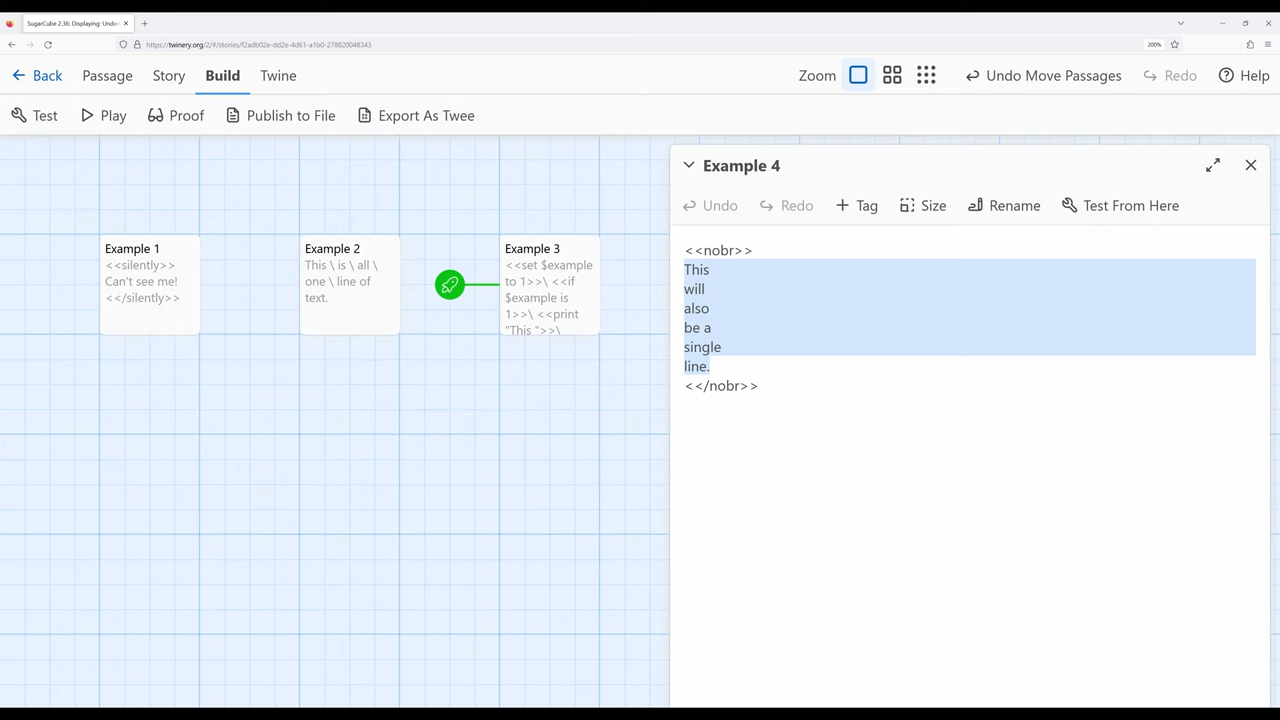 SugarCube 2.36: Displaying: Unders
https://twinery.org/2/#/stories/f2adb02e-dd2e-4d61-a1b0-278820048343
200%
Back Passage Story Build Twine Zoom Undo Move Passages Redo Help
Test Play Proof Publish to File Export As Twee
Example 1
<<silently>>
Can't see me!
<</silently>>
Example 2
This \ is \ all \
one \ line of
text.
Example 3
<<set $example
to 1>>\ <<if
$example is
1>>\ <<print
"This ">>\
Example 4
Undo Redo Tag Size Rename Test From Here
<<nobr>>
This
will
also
be a
single
line.
<</nobr>>